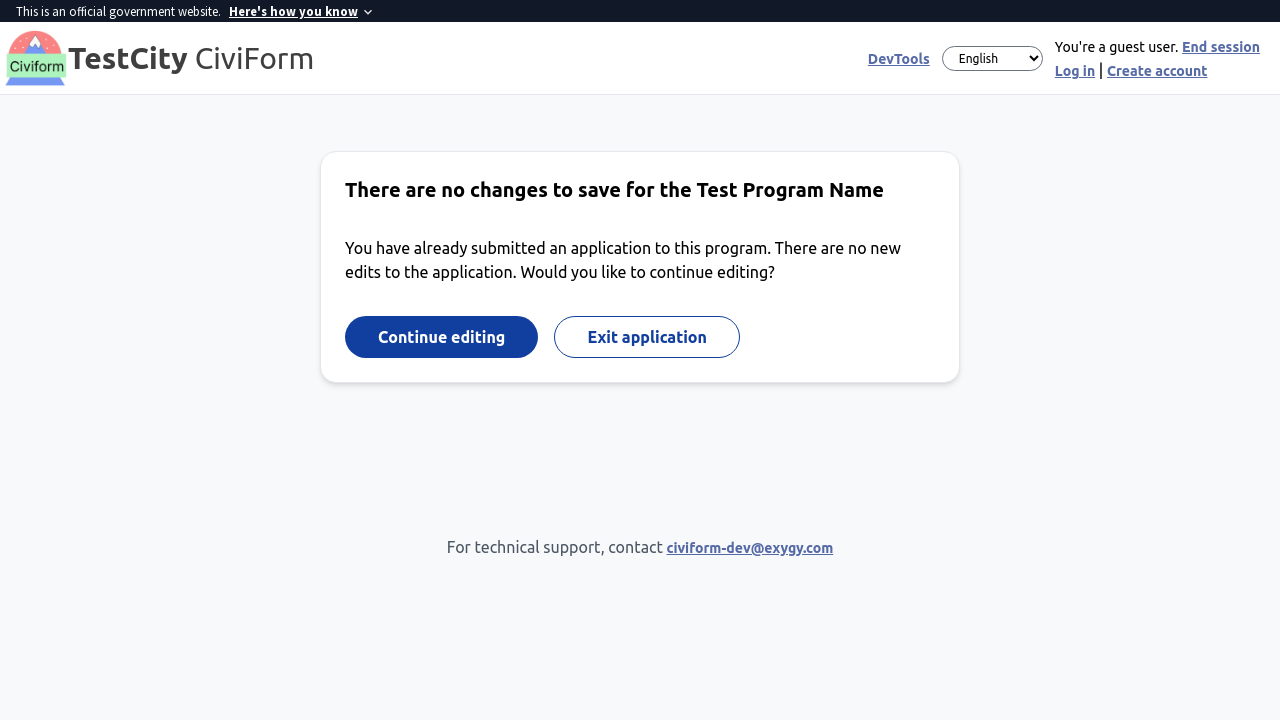 This is an official government website. Here's how you know
Civiform
TestCity CiviForm
DevTools
English
You're a guest user. End session
Log in | Create account
There are no changes to save for the Test Program Name
You have already submitted an application to this program. There are no new
edits to the application. Would you like to continue editing?
Continue editing
Exit application
For technical support, contact civiform-dev@exygy.com